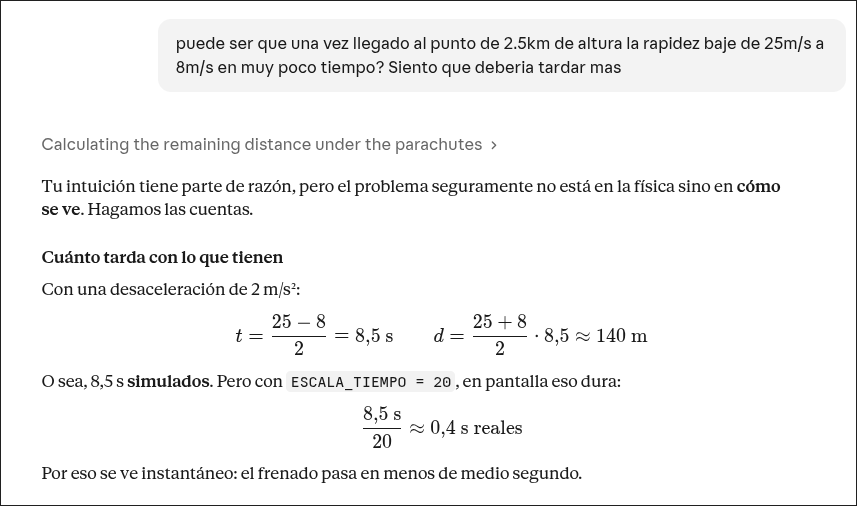 puede ser que una vez llegado al punto de 2.5km de altura la rapidez baje de 25m/s a
8m/s en muy poco tiempo? Siento que deberia tardar mas
Calculating the remaining distance under the parachutes >
Tu intuición tiene parte de razón, pero el problema seguramente no está en la física sino en cómo
se ve. Hagamos las cuentas.
Cuánto tarda con lo que tienen
Con una desaceleración de 2 m/s²:
t = (25 − 8)/2 = 8,5 s d = (25 + 8)/2 · 8,5 ≈ 140 m
O sea, 8,5 s simulados. Pero con ESCALA_TIEMPO = 20, en pantalla eso dura:
8,5 s/20 ≈ 0,4 s reales
Por eso se ve instantáneo: el frenado pasa en menos de medio segundo.